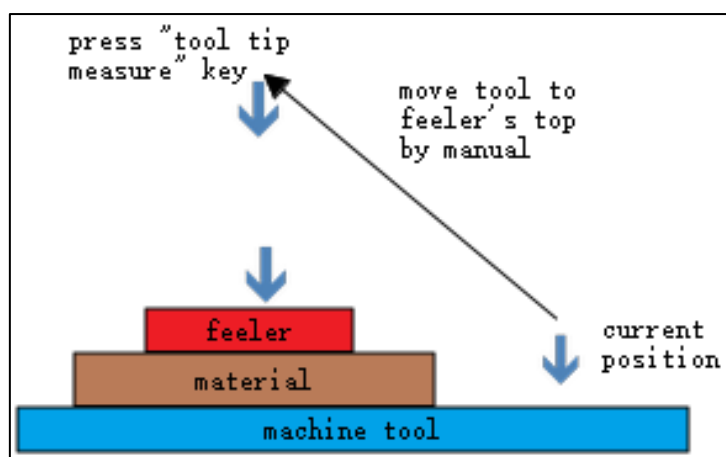 press "tool tip
measure" key
move tool to
feeler's top
by manual
current
position
feeler
material
machine tool